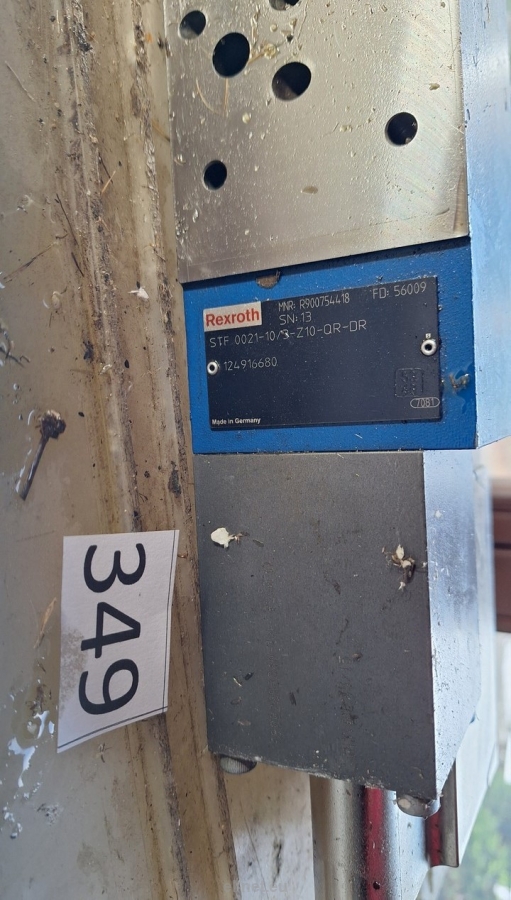 Rexroth
MNR: R900754418 FD: 56009
SN: 13
STF 0021-10/3-Z10-QR-DR
124916680
7081
Made in Germany
349